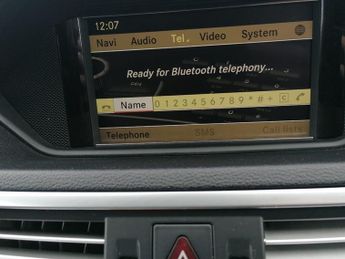 12:07
Navi Audio Tel. Video System
Ready for Bluetooth telephony...
Name 0 1 2 3 4 5 6 7 8 9 * # + C
Telephone SMS Call lists